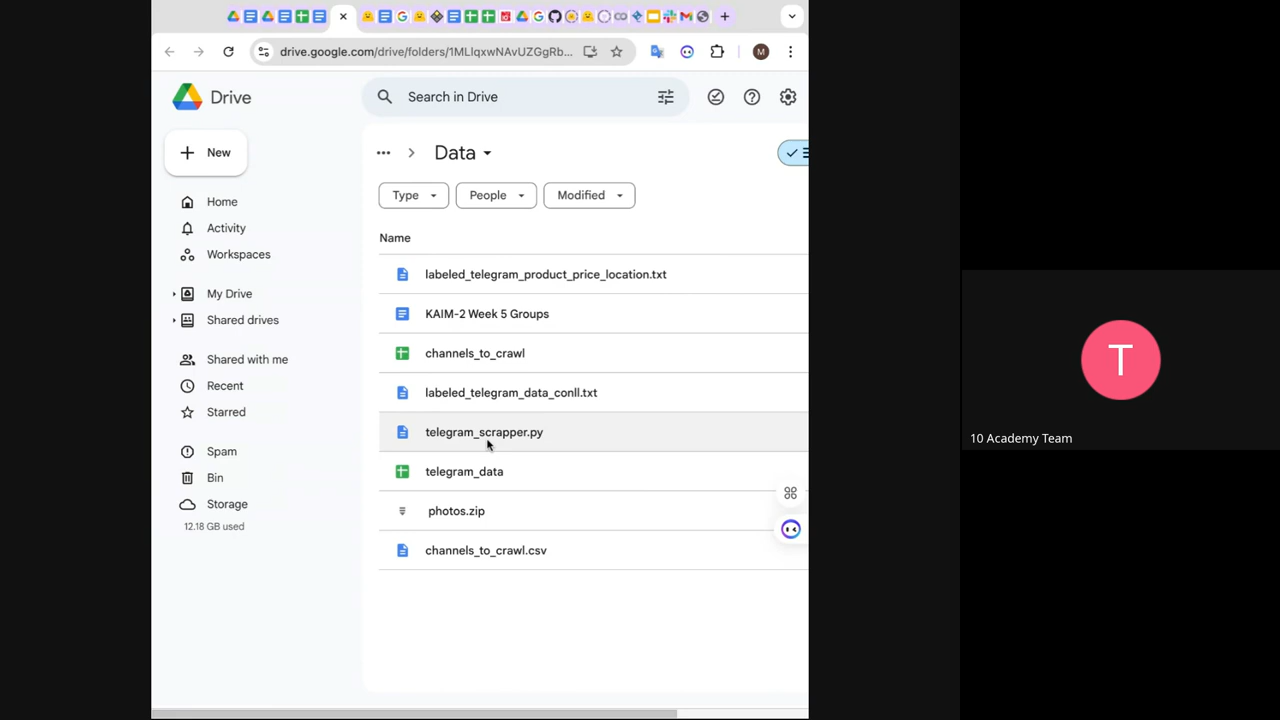 drive.google.com/drive/folders/1MLIqxwNAvUZGgRb...
M
Drive
Search in Drive
New
Data
Home
Activity
Workspaces
My Drive
Shared drives
Shared with me
Recent
Starred
Spam
Bin
Storage
12.18 GB used
Type
People
Modified
Name
labeled_telegram_product_price_location.txt
KAIM-2 Week 5 Groups
channels_to_crawl
labeled_telegram_data_conll.txt
telegram_scrapper.py
telegram_data
photos.zip
channels_to_crawl.csv
T
10 Academy Team